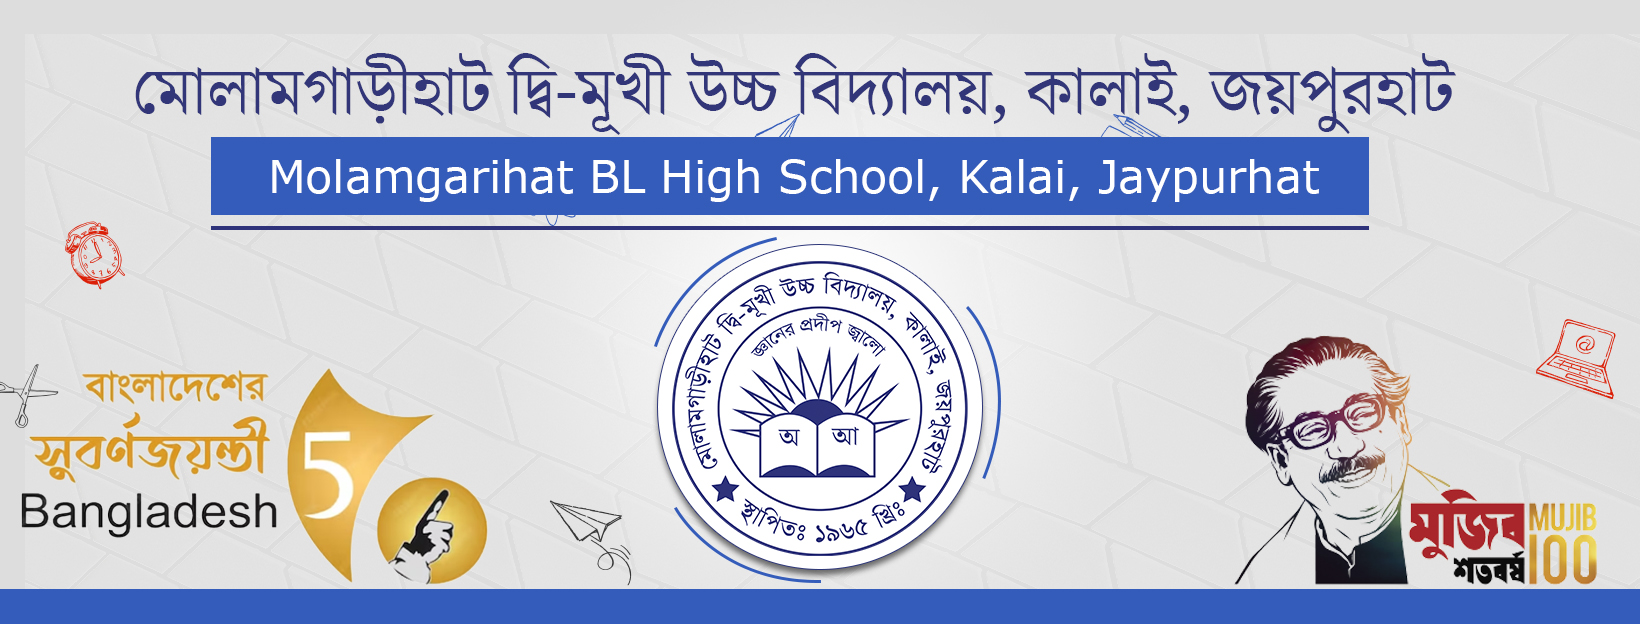 মোলামগাড়ীহাট দ্বি-মূখী উচ্চ বিদ্যালয়, কালাই, জয়পুরহাট
Molamgarihat BL High School, Kalai, Jaypurhat
মোলামগাড়ীহাট দ্বি-মূখী উচ্চ বিদ্যালয়, কালাই, জয়পুরহাট
জ্ঞানের প্রদীপ জ্বালো
অ আ
স্থাপিতঃ ১৯৬৫ খ্রিঃ
বাংলাদেশের
সুবর্ণজয়ন্তী
Bangladesh
5
মুজিব
শতবর্ষ
MUJIB
100
@